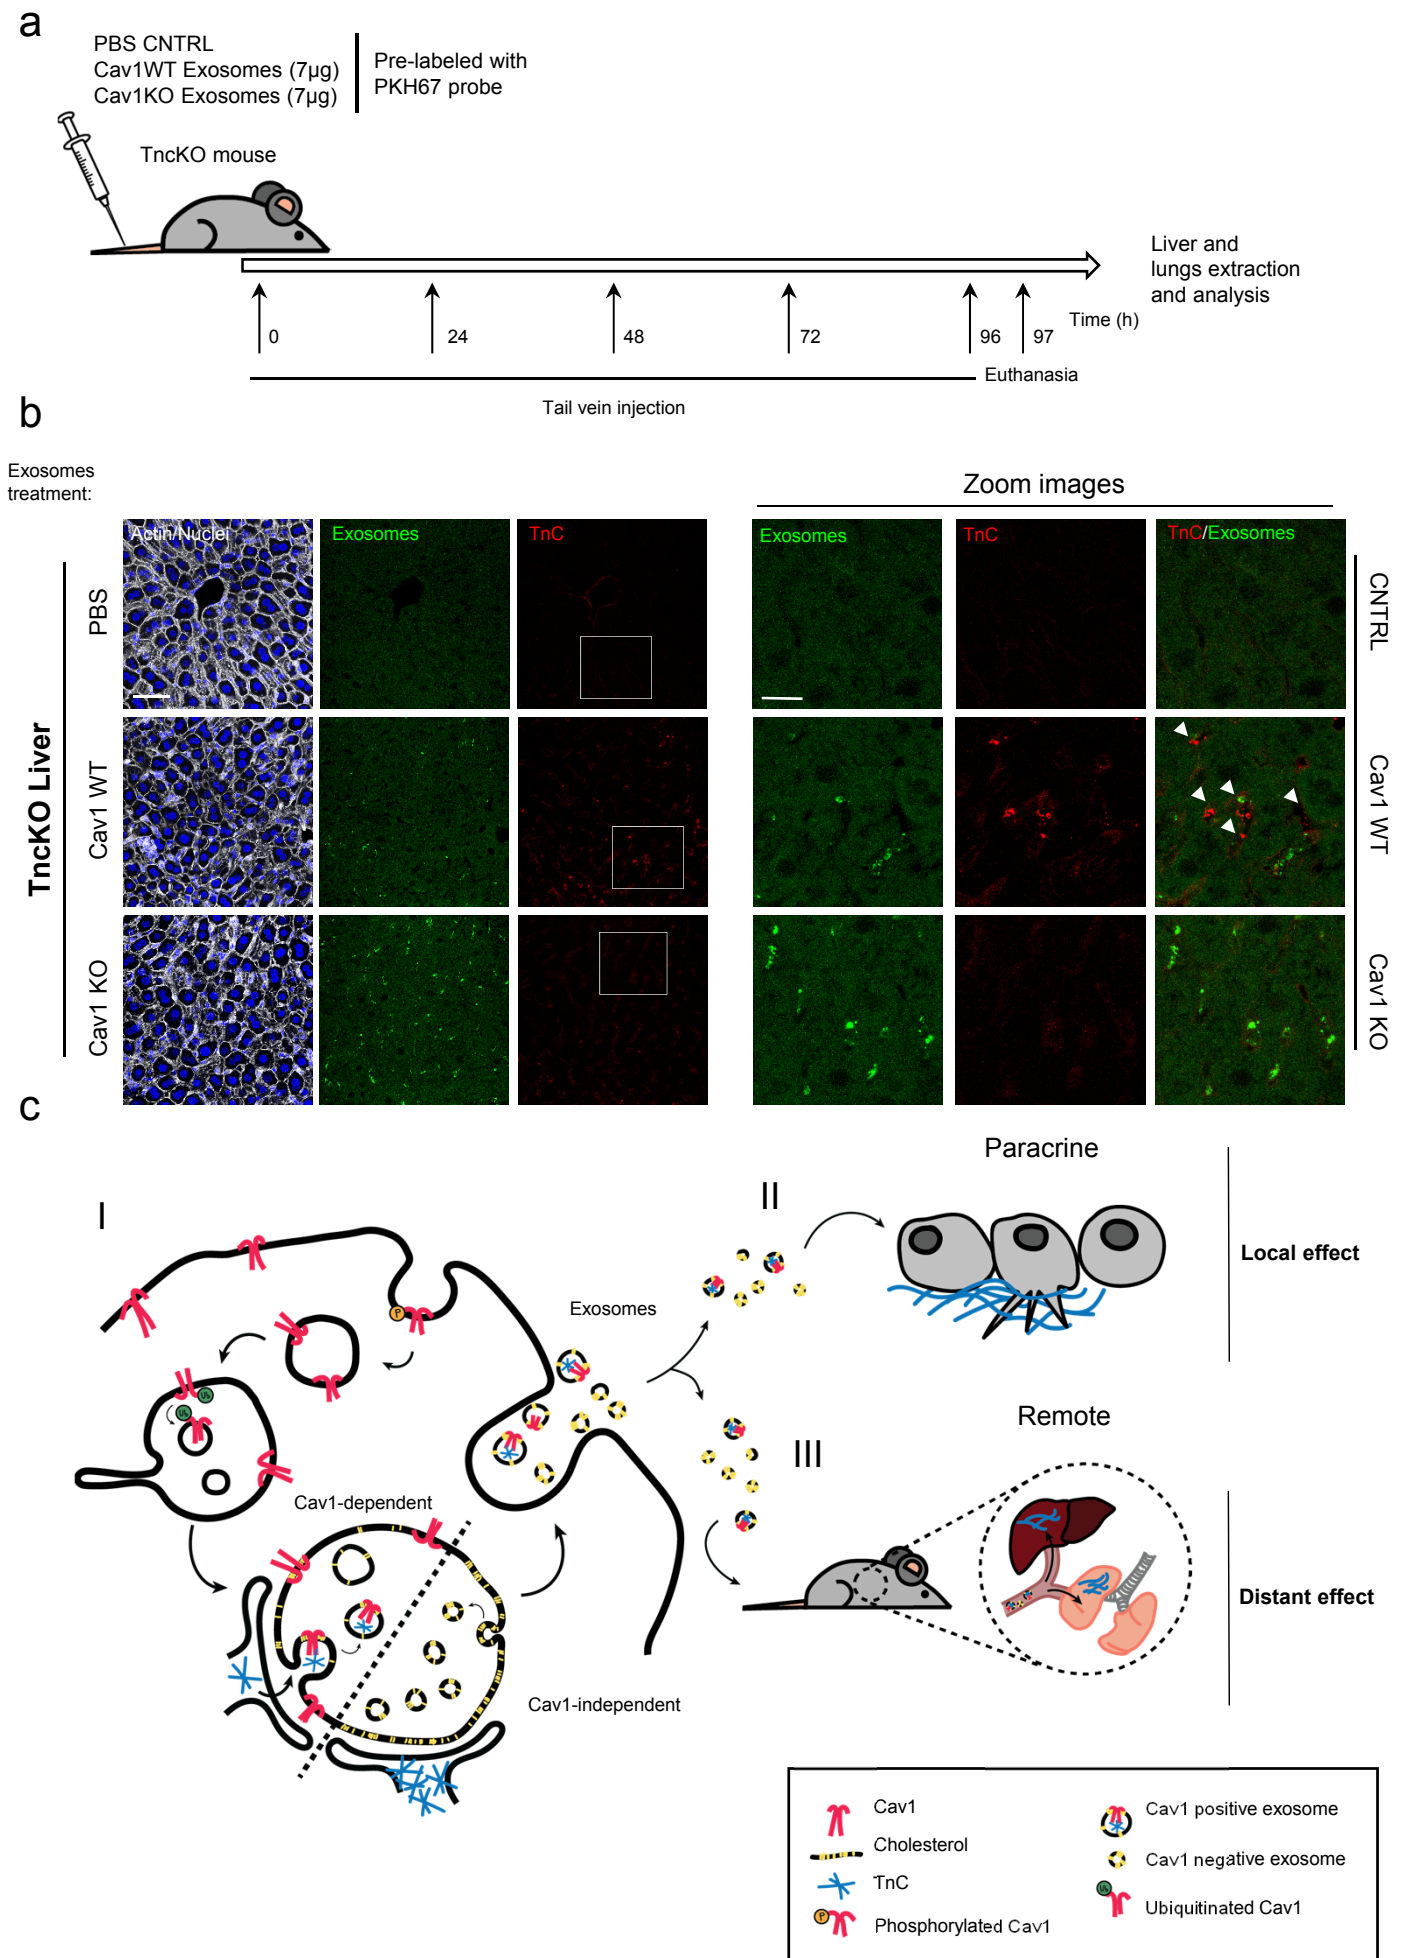 a
PBS CNTRL
Cav1WT Exosomes (7µg)
Cav1KO Exosomes (7µg)
Pre-labeled with
PKH67 probe
TncKO mouse
Liver and
lungs extraction
and analysis
0
24
48
72
96
97
Time (h)
Euthanasia
Tail vein injection
b
Exosomes
treatment:
Zoom images
Actin/Nuclei
Exosomes
TnC
Exosomes
TnC
TnC/Exosomes
TncKO Liver
PBS
Cav1 WT
Cav1 KO
CNTRL
Cav1 WT
Cav1 KO
c
I
II
III
Paracrine
Local effect
Exosomes
P
Ub
Ub
Remote
Cav1-dependent
Distant effect
Cav1-independent
Cav1
Cholesterol
TnC
P
Phosphorylated Cav1
Cav1 positive exosome
Cav1 negative exosome
Ub
Ubiquitinated Cav1